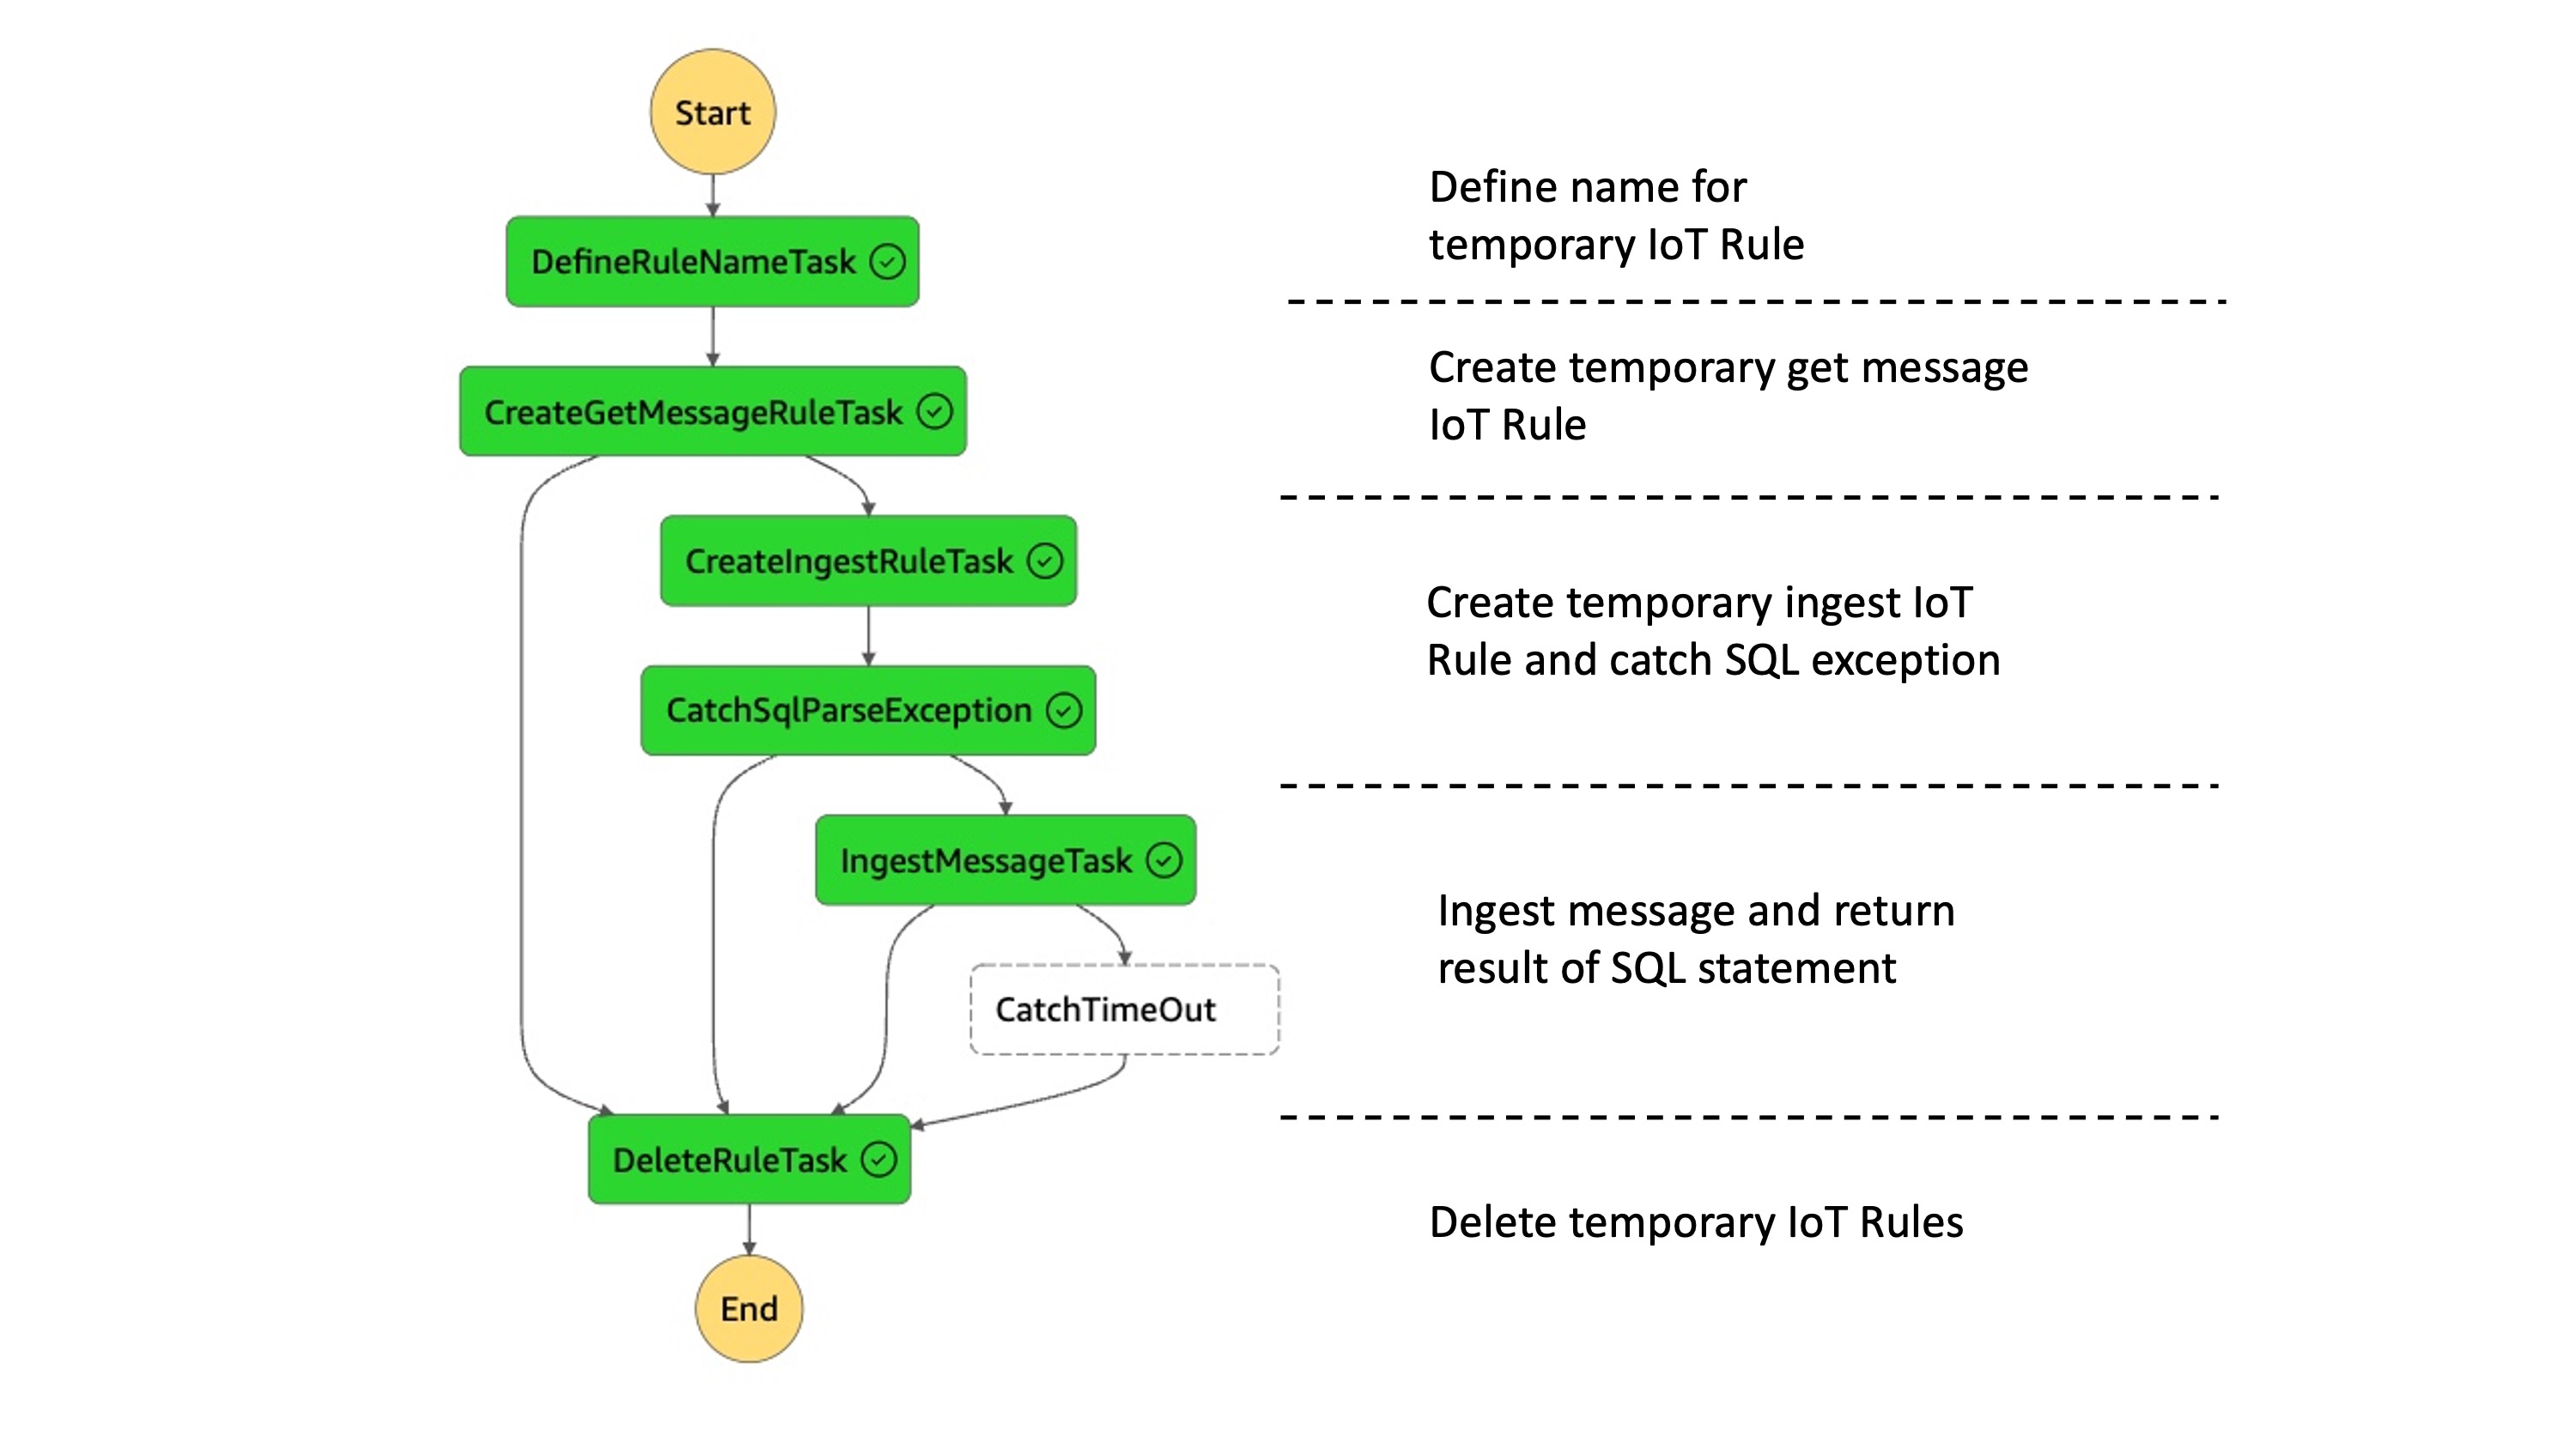 Start
DefineRuleNameTask
CreateGetMessageRuleTask
CreateIngestRuleTask
CatchSqlParseException
IngestMessageTask
CatchTimeOut
DeleteRuleTask
End
Define name for
temporary IoT Rule
Create temporary get message
IoT Rule
Create temporary ingest IoT
Rule and catch SQL exception
Ingest message and return
result of SQL statement
Delete temporary IoT Rules